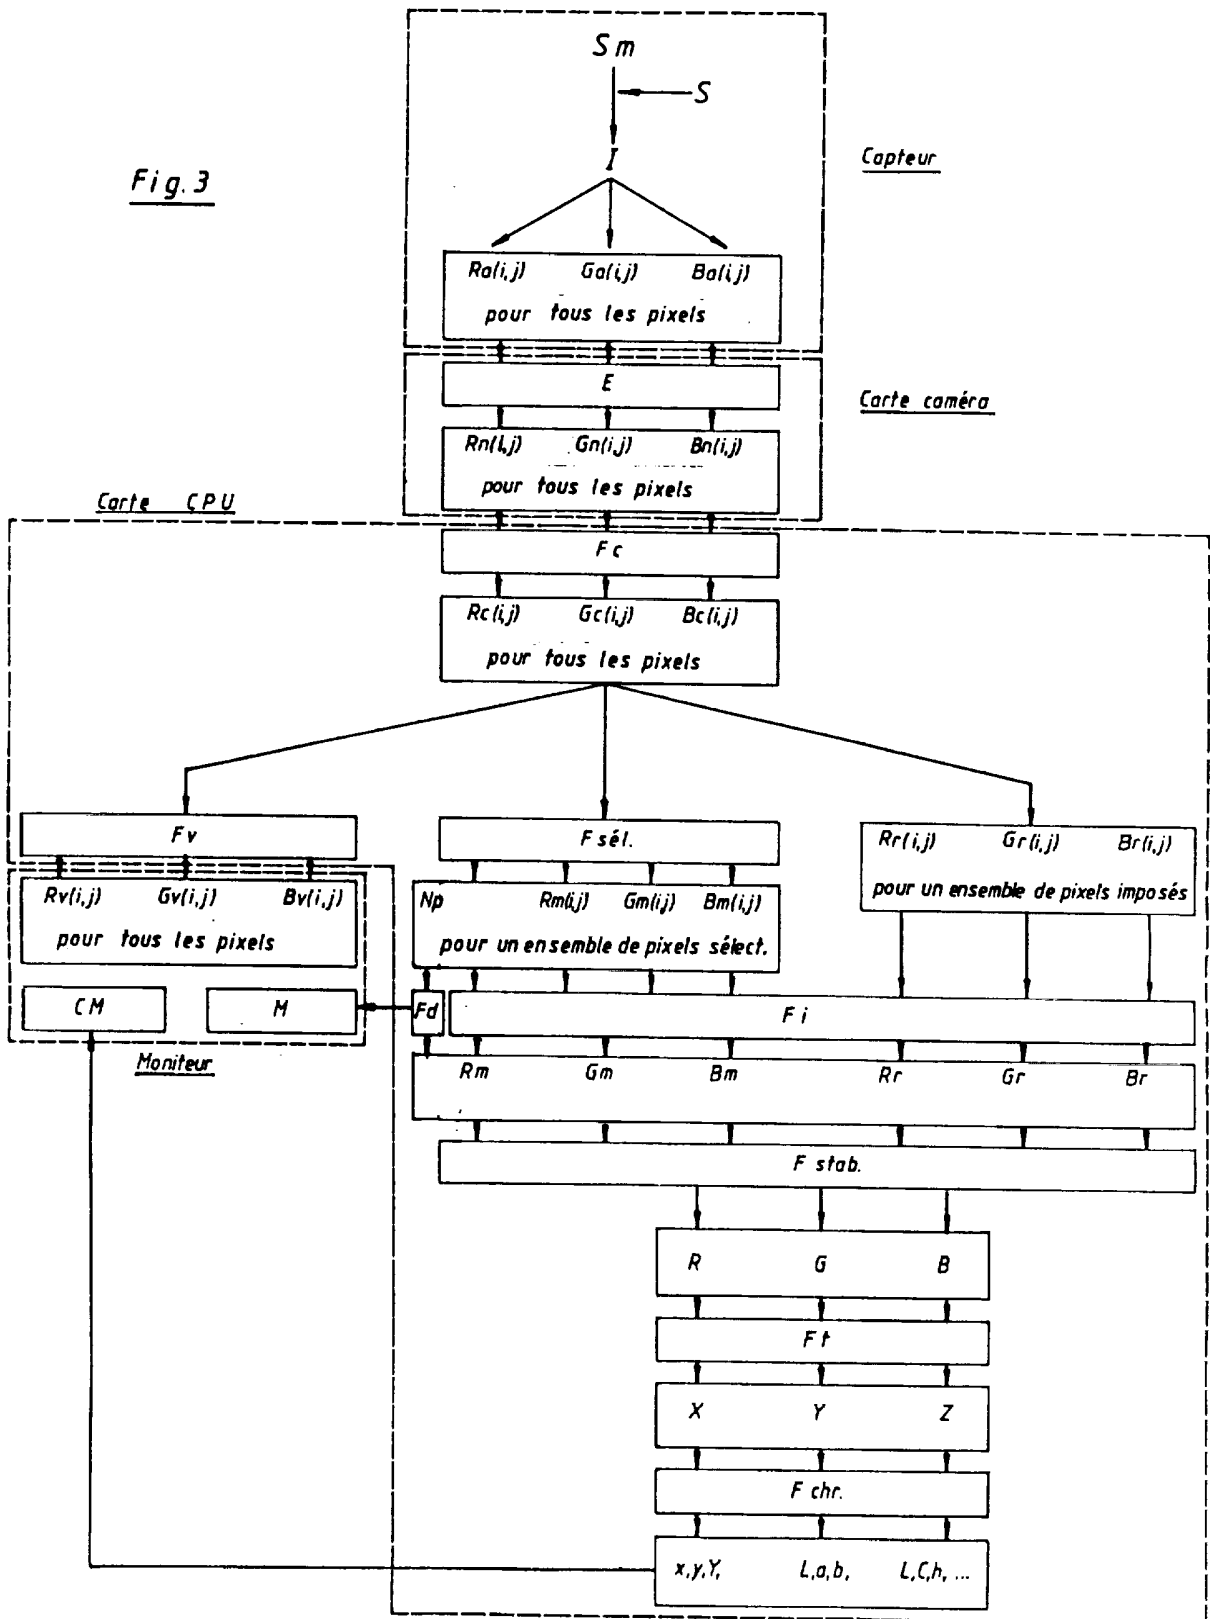 Sm
S
I
Capteur
Fig. 3
Ra(i,j) Ga(i,j) Ba(i,j)
pour tous les pixels
E
Carte caméra
Rn(i,j) Gn(i,j) Bn(i,j)
pour tous les pixels
Carte CPU
Fc
Rc(i,j) Gc(i,j) Bc(i,j)
pour tous les pixels
Fv
F sél.
Rr(i,j) Gr(i,j) Br(i,j)
pour un ensemble de pixels imposés
Rv(i,j) Gv(i,j) Bv(i,j)
pour tous les pixels
Np Rm(i,j) Gm(i,j) Bm(i,j)
pour un ensemble de pixels sélect.
CM
M
Fd
Fi
Moniteur
Rm Gm Bm Rr Gr Br
F stab.
R G B
Ft
X Y Z
F chr.
x,y,Y, L,a,b, L,C,h, ...